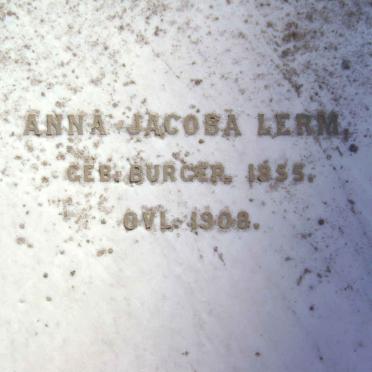 ANNA JACOBA LERM,
GEB. BURGER. 1855.
OVL. 1908.